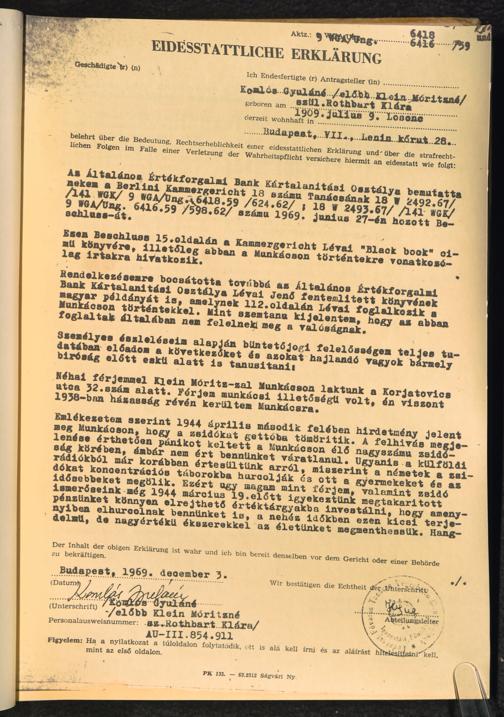 Aktz.: 9 WGA/Ung. 6418
6416 /59
EIDESSTATTLICHE ERKLÄRUNG
Geschädigte (r) (n)
Ich Endesfertigte (r) Antragsteller (in)
Komlós Gyuláné /előbb Klein Móritzné/
szül.Rothbart Klára
geboren am 1909.julius 9. Losonc
derzeit wohnhaft in
Budapest, VII., Lenin körut 28.
belehrt über die Bedeutung, Rechtserheblichkeit einer eidesstattlichen Erklärung und über die strafrecht-
lichen Folgen im Falle einer Verletzung der Wahrheitspflicht versichere hiermit an eidesstatt wie folgt:
Az Általános Értékforgalmi Bank Kártalanitási Osztálya bemutatta
nekem a Berlini Kammergericht 18 számu Tanácsának 18 W 2492.67/
/141 WGK/ 9 WGA/Ung. 6418.59 /624.62/ ; 18 W 2493.67/ /141 WGK/
9 WGA/Ung. 6416.59 /598.62/ számu 1969. junius 27-én hozott Be-
schluss-át.
Ezen Beschluss 15.oldalán a Kammergericht Lévai "Black book" ci-
mü könyvére, illetőleg abban a Munkácson történtekre vonatkozó-
lag irtakra hivatkozik.
Rendelkezésemre bocsátotta továbbá az Általános Értékforgalmi
Bank Kártalanitási Osztálya Lévai Jenő fentemlitett könyvének
magyar példányát is, amelynek 112.oldalán Lévai foglalkozik a
Munkácson történtekkel. Mint szemtanu kijelentem, hogy az abban
foglaltak általában nem felelnek meg a valóságnak.
Személyes észleléseim alapján büntetőjogi felelősségem teljes tu-
datában előadom a következőket és azokat hajlandó vagyok bármely
biróság előtt eskü alatt is tanusitani:
Néhai férjemmel Klein Móritz-zal Munkácson laktunk a Korjatovics
utca 32.szám alatt. Férjem munkácsi illetőségü volt, én viszont
1938-ban házasság révén kerültem Munkácsra.
Emlékezetem szerint 1944 április második felében hirdetmény jelent
meg Munkácson, hogy a zsidókat gettóba tömöritik. A felhivás megje-
lenése érthetően pánikot keltett a Munkácson élő nagyszámu zsidó-
ság körében, ámbár nem ért bennünket váratlanul. Ugyanis a külföldi
rádiókból már korábban értesültünk arról, miszerint a németek a zsi-
dókat koncentrációs táborokba hurcolják és ott a gyermekeket és az
idősebbeket megölik. Ezért ugy magam mint férjem, valamint zsidó
ismerőseink még 1944 március 19.előtt igyekeztünk megtakaritott
pénzünket könnyen elrejthető értéktárgyakba investálni, hogy ameny-
nyiben elhurcolnak bennünket is, a nehéz időkben ezen kicsi terje-
delmü, de nagyértékü ékszerekkel az életünket megmenthessük. Hang-
Der Inhalt der obigen Erklärung ist wahr und ich bin bereit denselben vor dem Gericht oder einer Behörde
zu bekräftigen.
Budapest, 1969. december 3.
./.
(Datum)
Wir bestätigen die Echtheit der Unterschrift
Komlós Gyuláné
(Unterschrift) /Komlós Gyuláné
/előbb Klein Móritzné
sz.Rothbart Klára/
Abteilungsleiter
Personalausweisnummer:
AU-III.854.911
Figyelem: Ha a nyilatkozat a túloldalon folytatódik, ott is alá kell írni és az aláírást hitelesíttetni kell,
mint az első oldalon.
PK 133. — 63.2312 Ságvári Ny.